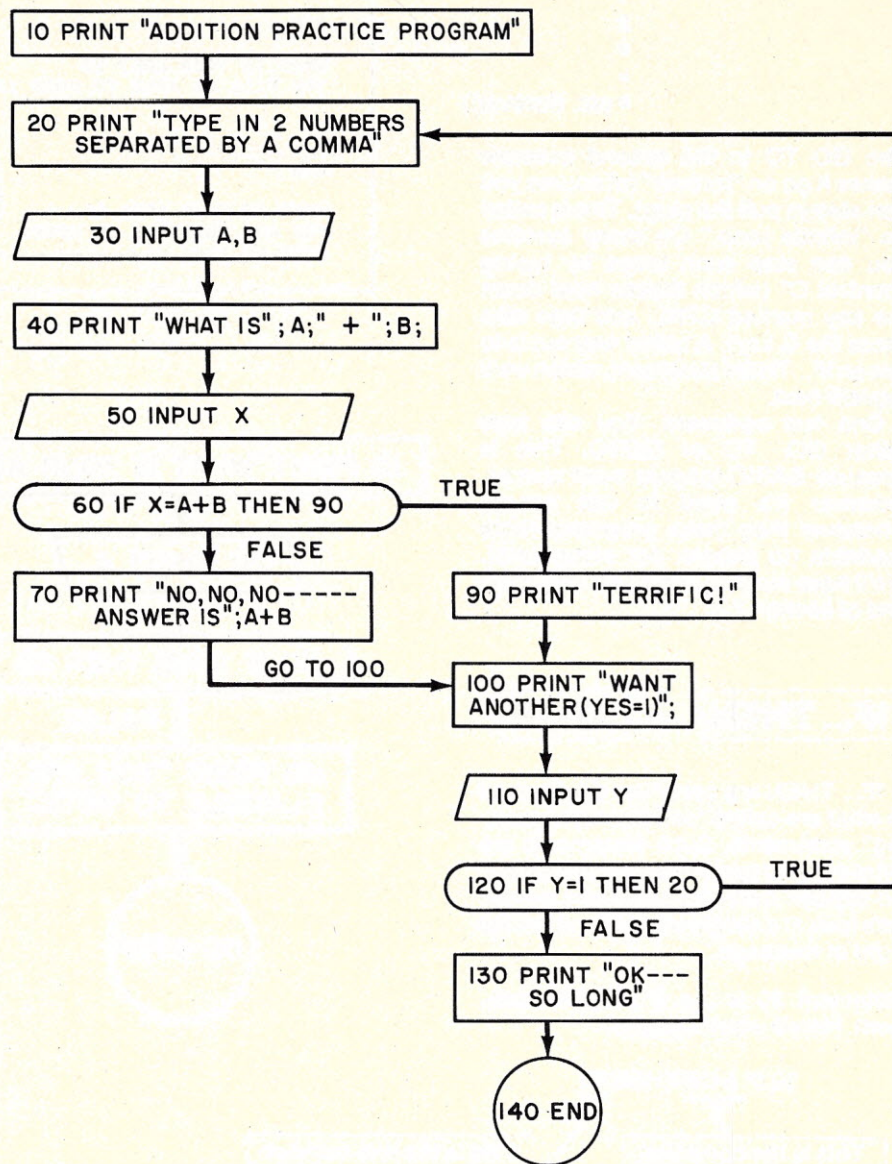 10 PRINT "ADDITION PRACTICE PROGRAM"
20 PRINT "TYPE IN 2 NUMBERS
SEPARATED BY A COMMA"
30 INPUT A,B
40 PRINT "WHAT IS"; A;" + ";B;
50 INPUT X
60 IF X=A+B THEN 90
TRUE
FALSE
70 PRINT "NO,NO,NO-----
ANSWER IS";A+B
90 PRINT "TERRIFIC!"
GO TO 100
100 PRINT "WANT
ANOTHER(YES=1)";
110 INPUT Y
120 IF Y=1 THEN 20
TRUE
FALSE
130 PRINT "OK---
SO LONG"
140 END